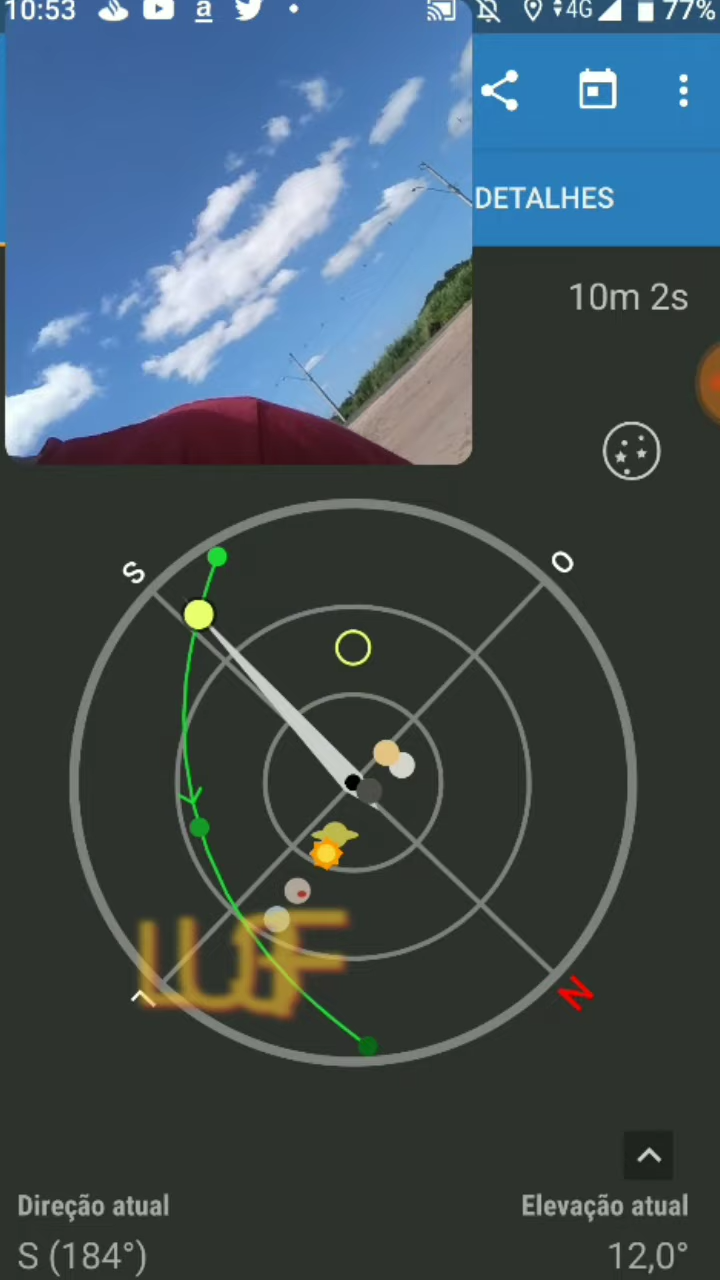 10:53 a 4G 77%
DETALHES
10m 2s
S O
N
Direção atual Elevação atual
S (184°) 12,0°